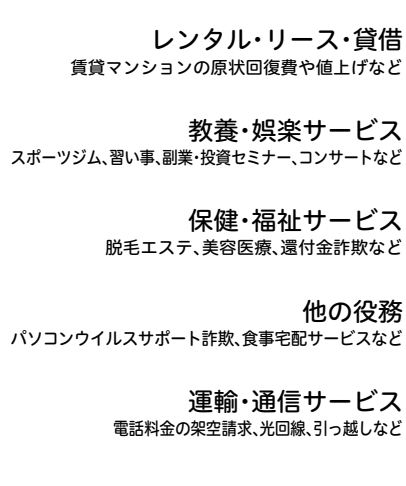 レンタル・リース・貸借
賃貸マンションの原状回復費や値上げなど
教養・娯楽サービス
スポーツジム、習い事、副業・投資セミナー、コンサートなど
保健・福祉サービス
脱毛エステ、美容医療、還付金詐欺など
他の役務
パソコンウイルスサポート詐欺、食事宅配サービスなど
運輸・通信サービス
電話料金の架空請求、光回線、引っ越しなど